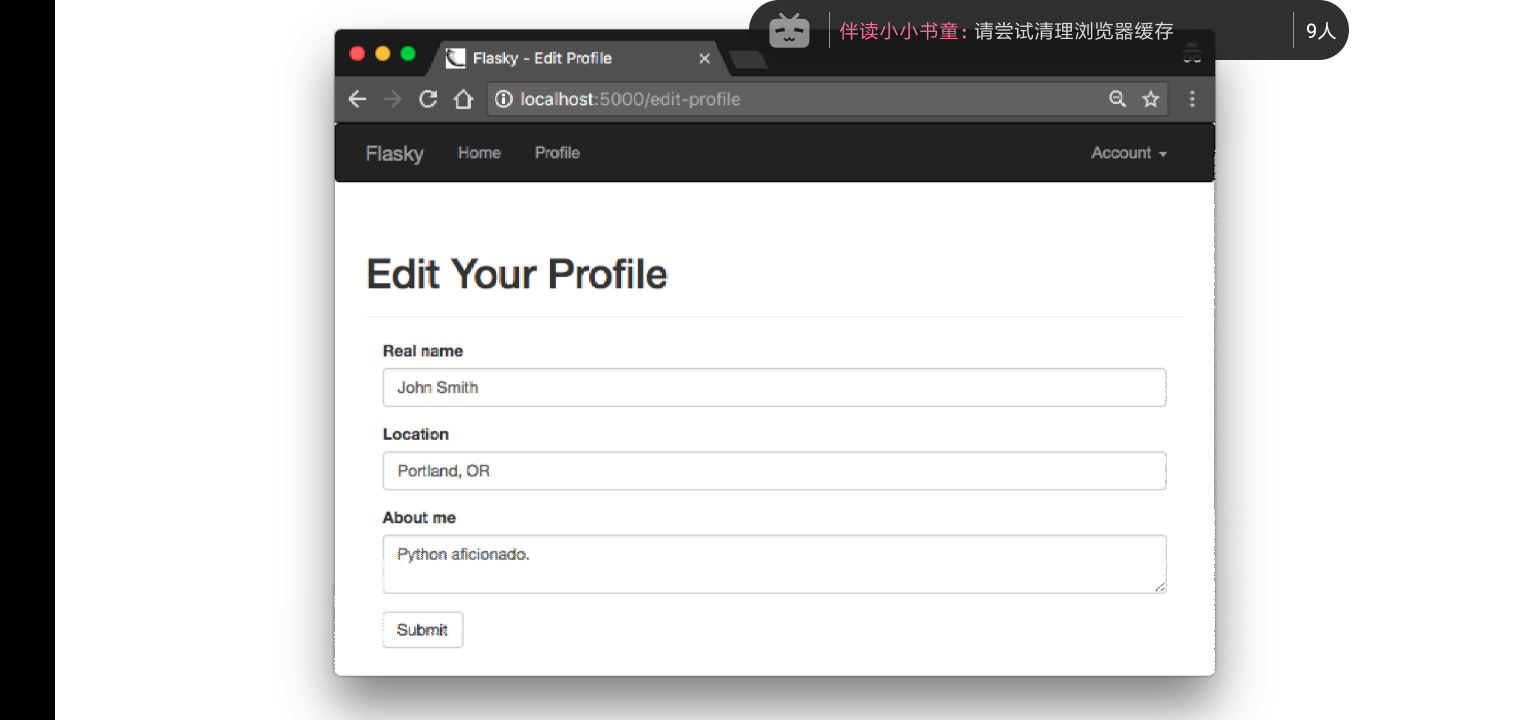 伴读小小书童：请尝试清理浏览器缓存
9人
Flasky - Edit Profile
localhost:5000/edit-profile
Flasky Home Profile Account
Edit Your Profile
Real name
John Smith
Location
Portland, OR
About me
Python aficionado.
Submit